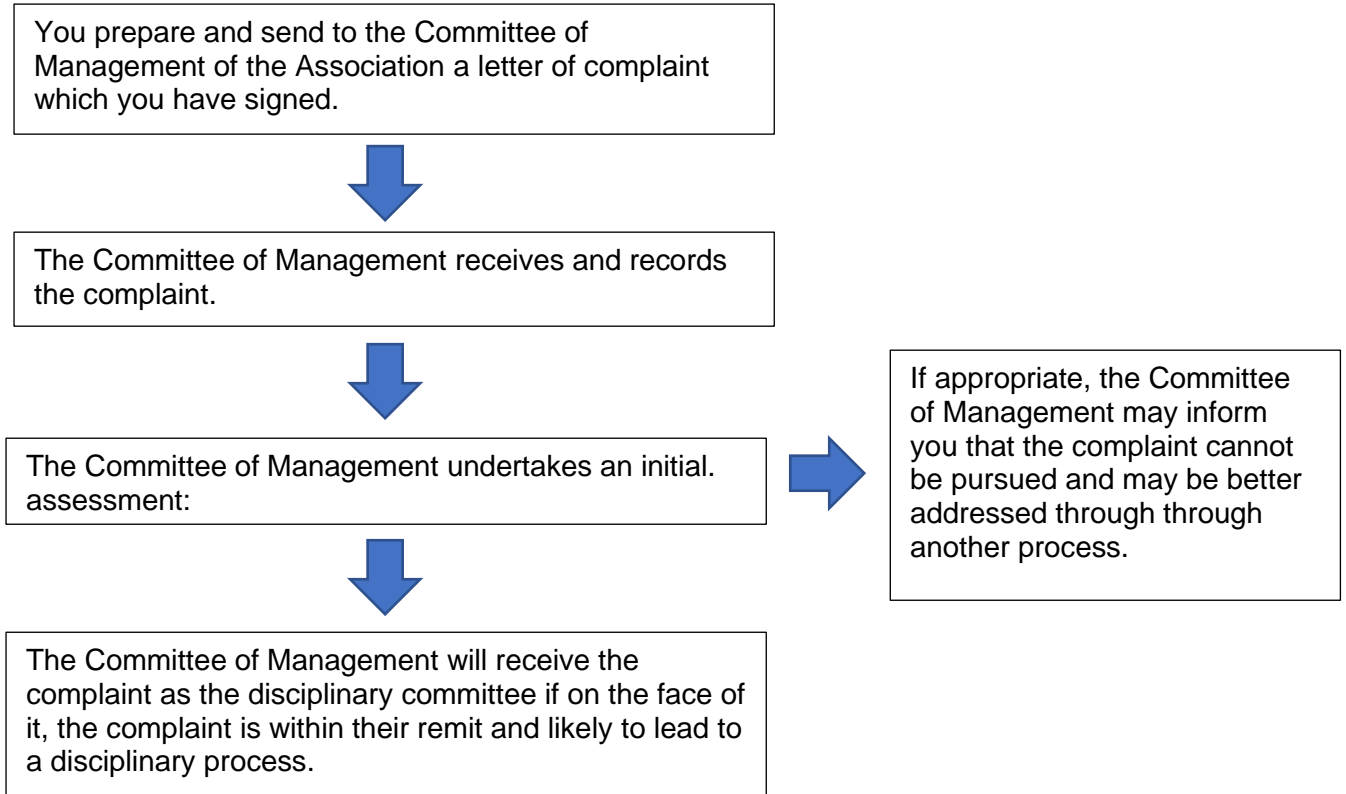 You prepare and send to the Committee of
Management of the Association a letter of complaint
which you have signed.
The Committee of Management receives and records
the complaint.
The Committee of Management undertakes an initial.
assessment:
If appropriate, the Committee
of Management may inform
you that the complaint cannot
be pursued and may be better
addressed through through
another process.
The Committee of Management will receive the
complaint as the disciplinary committee if on the face of
it, the complaint is within their remit and likely to lead to
a disciplinary process.